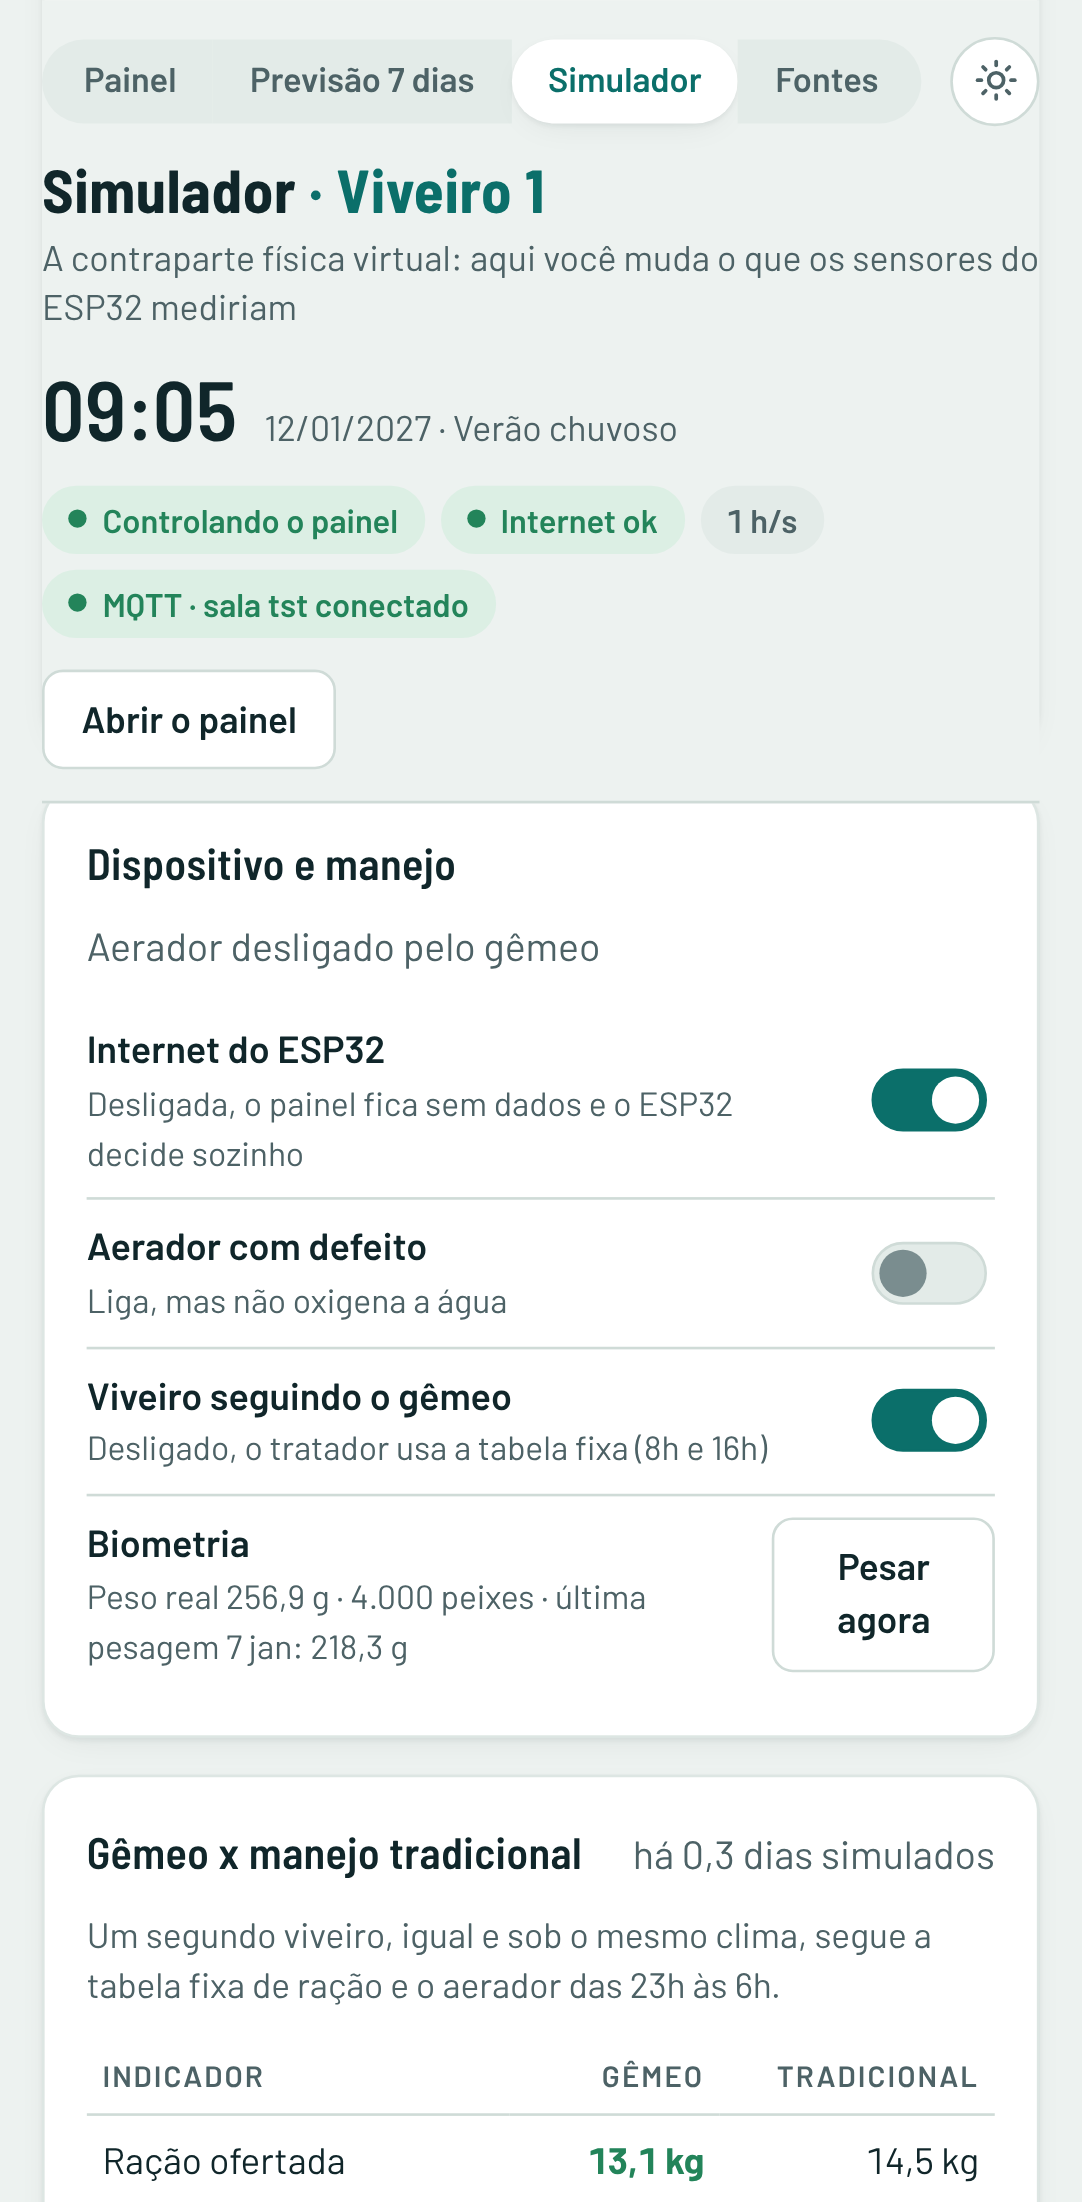 Painel Previsão 7 dias Simulador Fontes
Simulador · Viveiro 1
A contraparte física virtual: aqui você muda o que os sensores do
ESP32 mediriam
09:05 12/01/2027 · Verão chuvoso
Controlando o painel Internet ok 1 h/s
MQTT · sala tst conectado
Abrir o painel
Dispositivo e manejo
Aerador desligado pelo gêmeo
Internet do ESP32
Desligada, o painel fica sem dados e o ESP32
decide sozinho
Aerador com defeito
Liga, mas não oxigena a água
Viveiro seguindo o gêmeo
Desligado, o tratador usa a tabela fixa (8h e 16h)
Biometria
Peso real 256,9 g · 4.000 peixes · última
pesagem 7 jan: 218,3 g
Pesar
agora
Gêmeo x manejo tradicional há 0,3 dias simulados
Um segundo viveiro, igual e sob o mesmo clima, segue a
tabela fixa de ração e o aerador das 23h às 6h.
INDICADOR GÊMEO TRADICIONAL
Ração ofertada 13,1 kg 14,5 kg